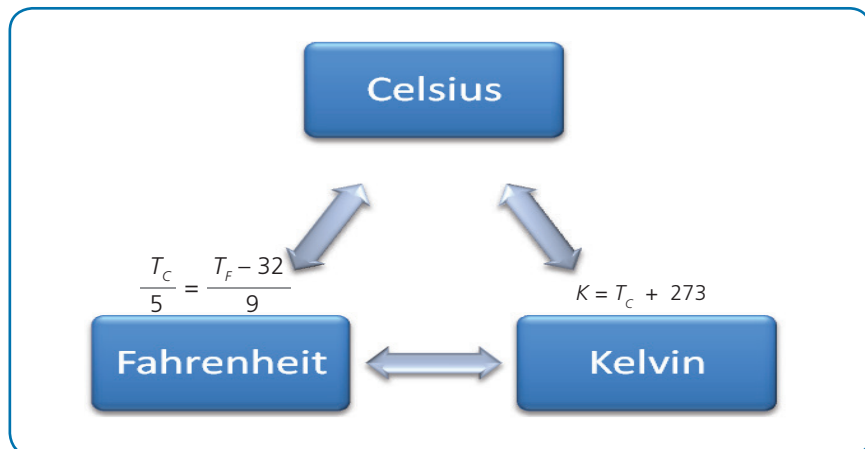 Celsius
T_C/5 = (T_F – 32)/9
K = T_C + 273
Fahrenheit
Kelvin